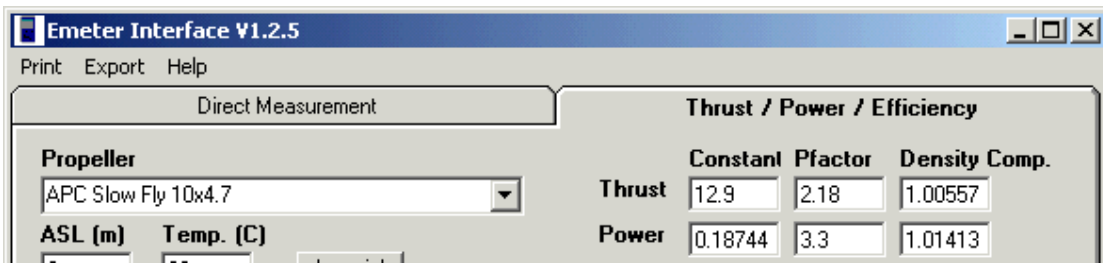 Emeter Interface V1.2.5
Print Export Help
Direct Measurement Thrust / Power / Efficiency
Propeller Constant Pfactor Density Comp.
APC Slow Fly 10x4.7 Thrust 12.9 2.18 1.00557
ASL (m) Temp. (C) Power 0.18744 3.3 1.01413